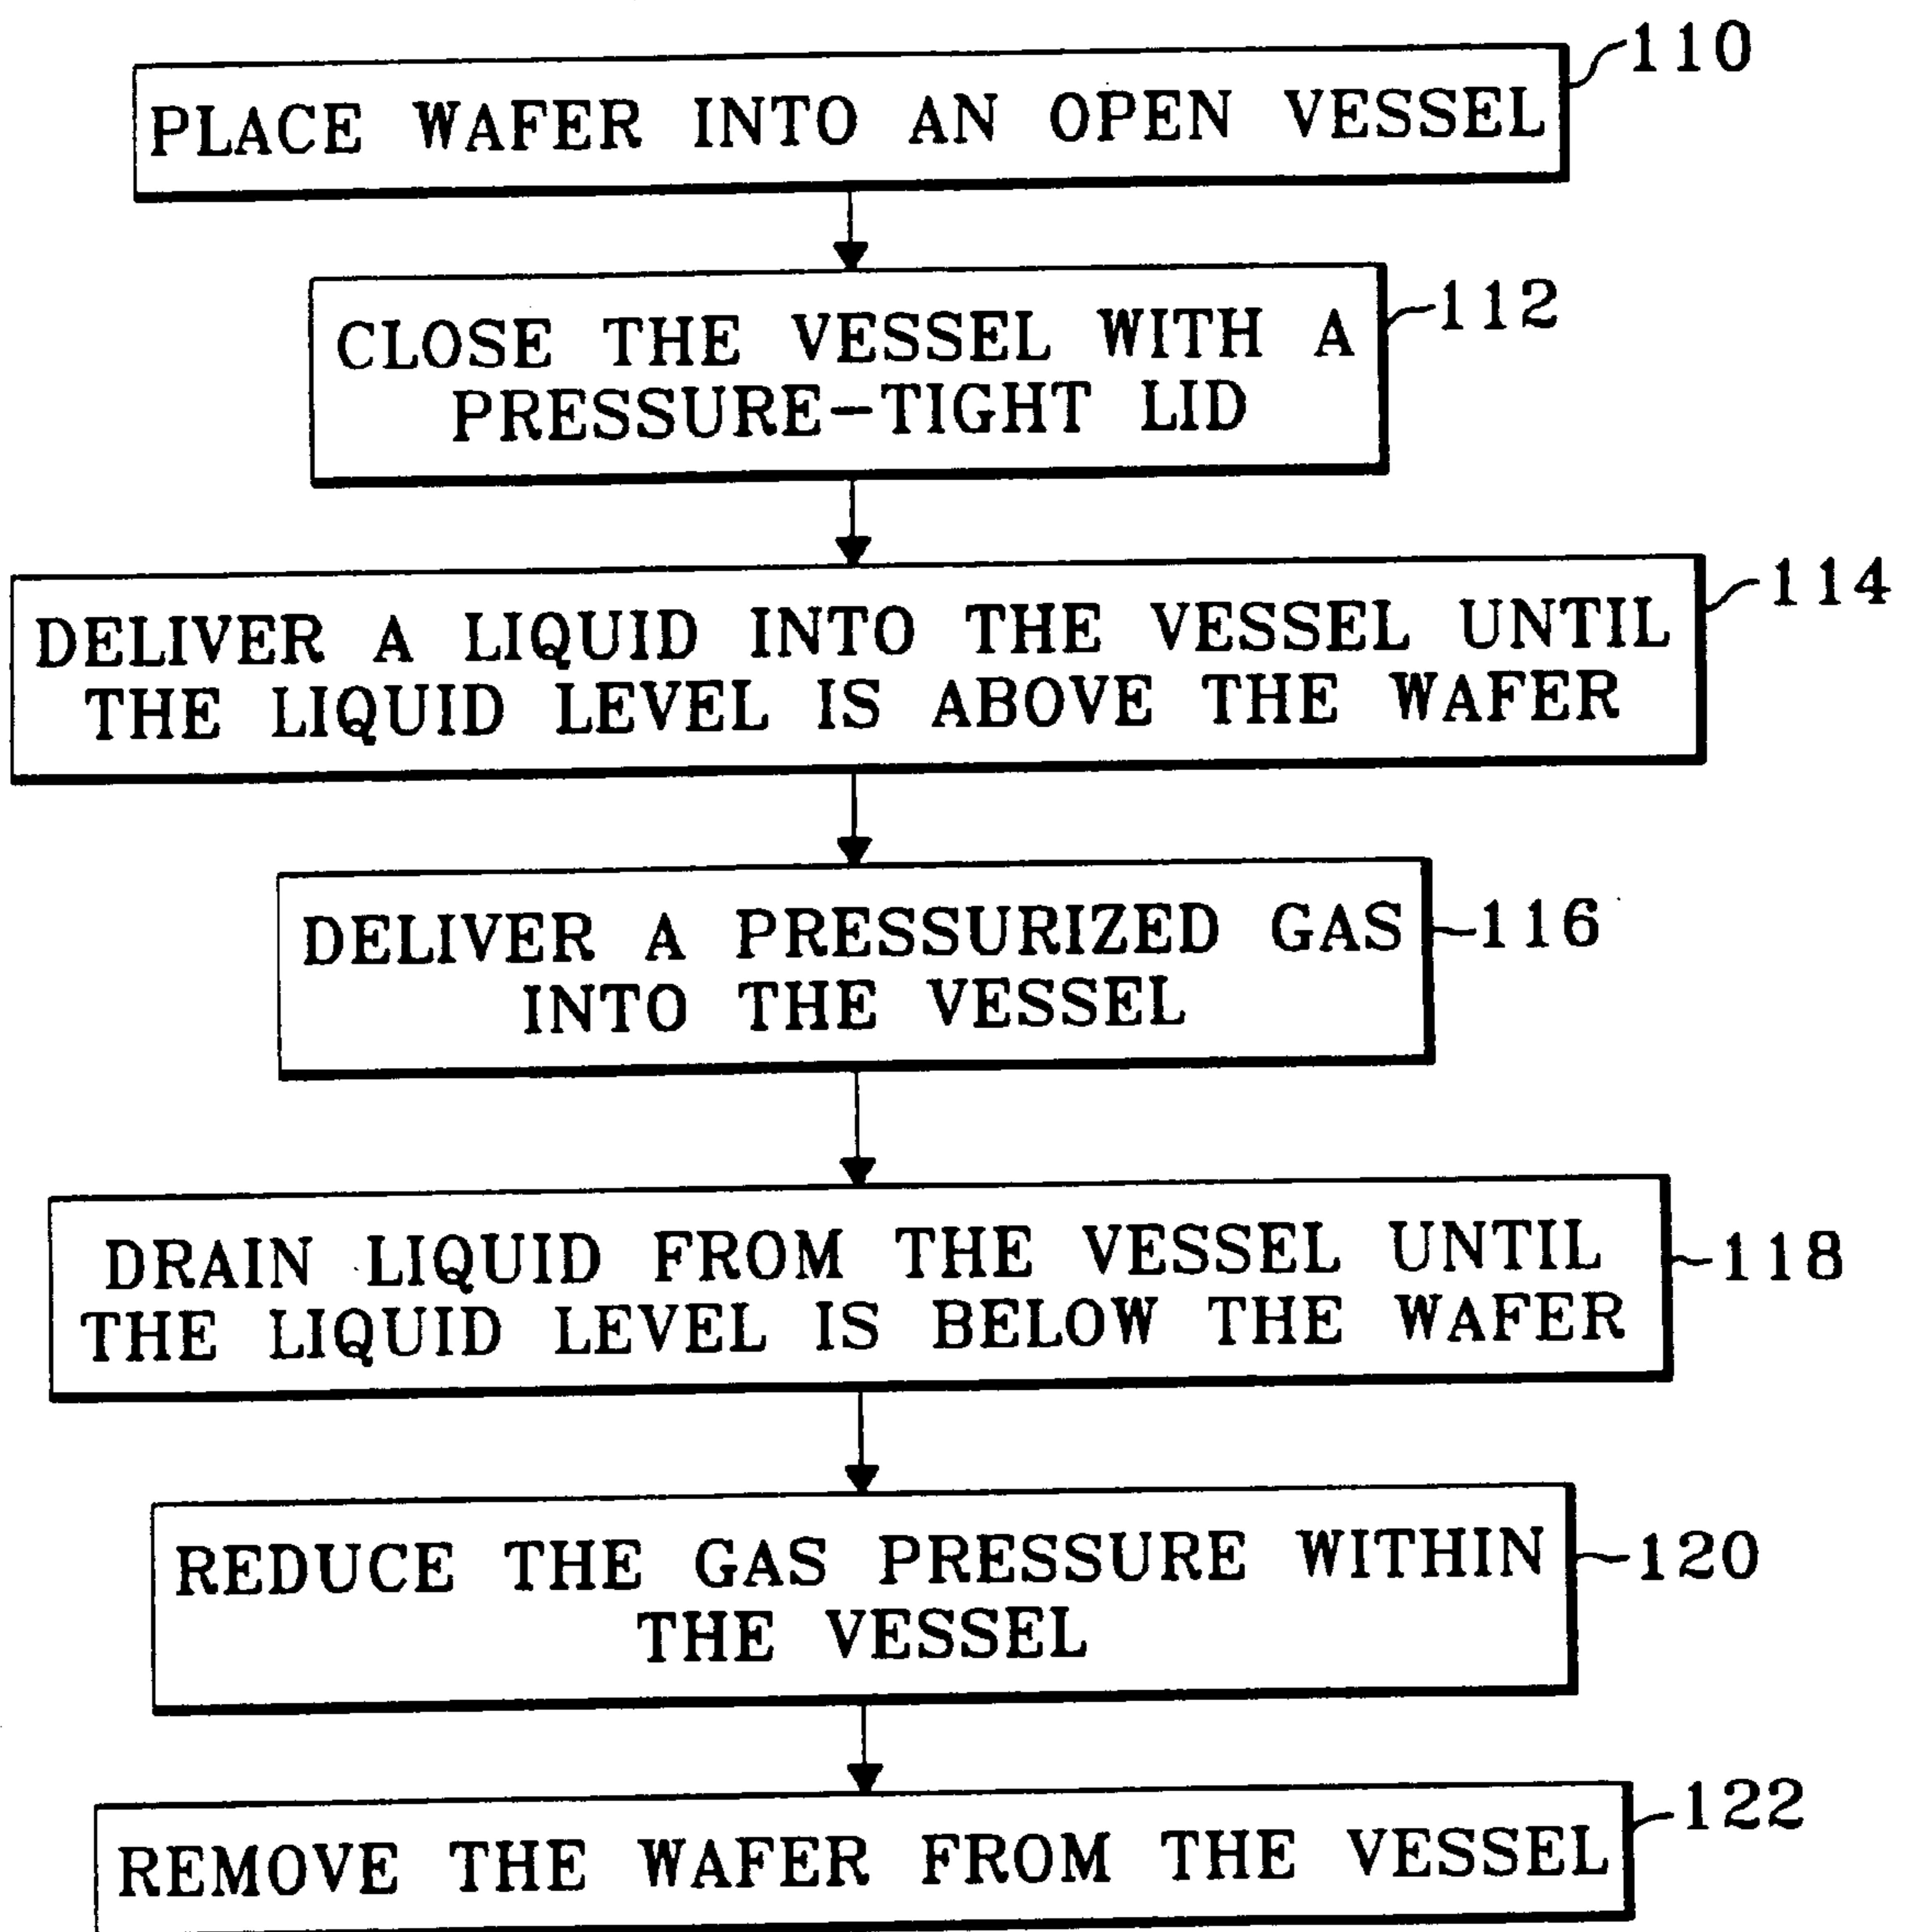 110
PLACE WAFER INTO AN OPEN VESSEL
112
CLOSE THE VESSEL WITH A
PRESSURE-TIGHT LID
114
DELIVER A LIQUID INTO THE VESSEL UNTIL
THE LIQUID LEVEL IS ABOVE THE WAFER
DELIVER A PRESSURIZED GAS
116
INTO THE VESSEL
DRAIN LIQUID FROM THE VESSEL UNTIL
118
THE LIQUID LEVEL IS BELOW THE WAFER
REDUCE THE GAS PRESSURE WITHIN
120
THE VESSEL
122
REMOVE THE WAFER FROM THE VESSEL